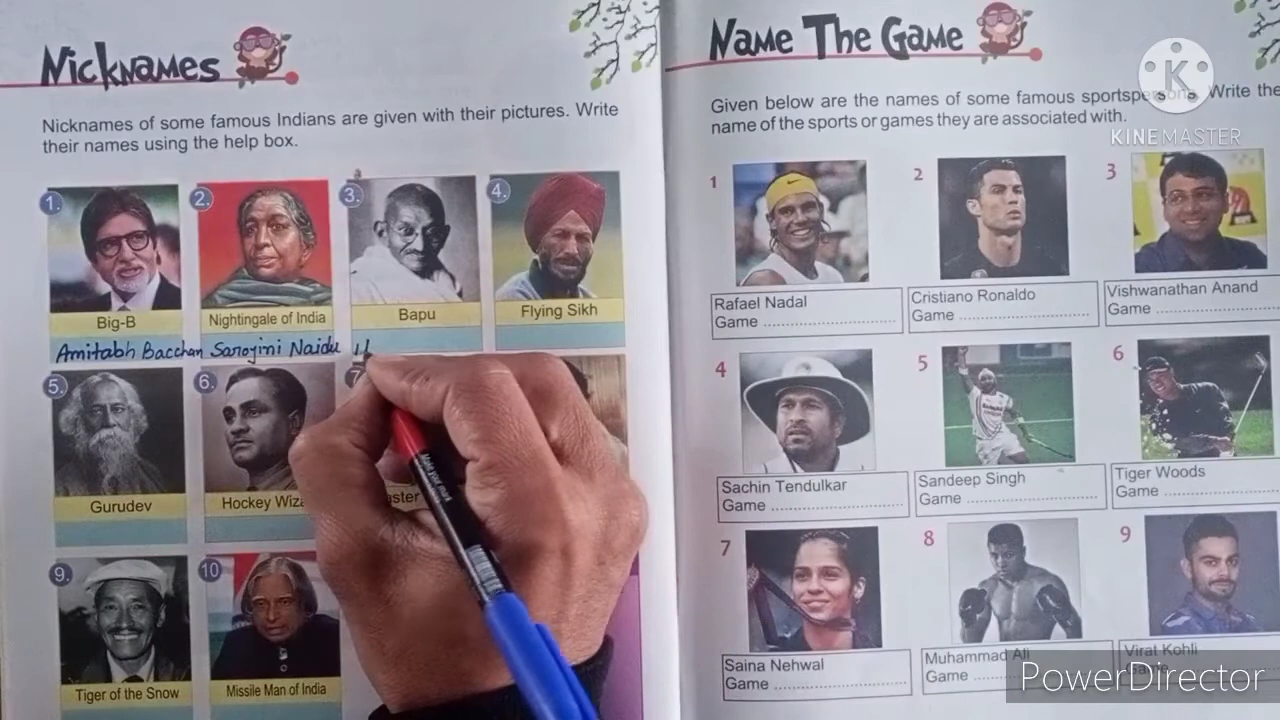 Nicknames
Nicknames of some famous Indians are given with their pictures. Write
their names using the help box.
1.
2.
3.
4.
Big-B
Nightingale of India
Bapu
Flying Sikh
Amitabh Bacchan
Sarojini Naidu
5.
6.
Gurudev
Hockey
9.
10
Tiger of the Snow
Missile Man of India
Name The Game
Given below are the names of some famous Write the
name of the sports or games they are associated with.
1
2
3
Rafael Nadal
Game ..............................
Cristiano Ronaldo
Game ..............................
Vishwanathan Anand
Game ..............................
4
5
6
Sachin Tendulkar
Game ..............................
Sandeep Singh
Game ..............................
Tiger Woods
Game ..............................
7
8
9
Saina Nehwal
Game ..............................
Muhammad Ali
Game ..............................
Virat Kohli
Game
K
KINEMASTER
PowerDirector